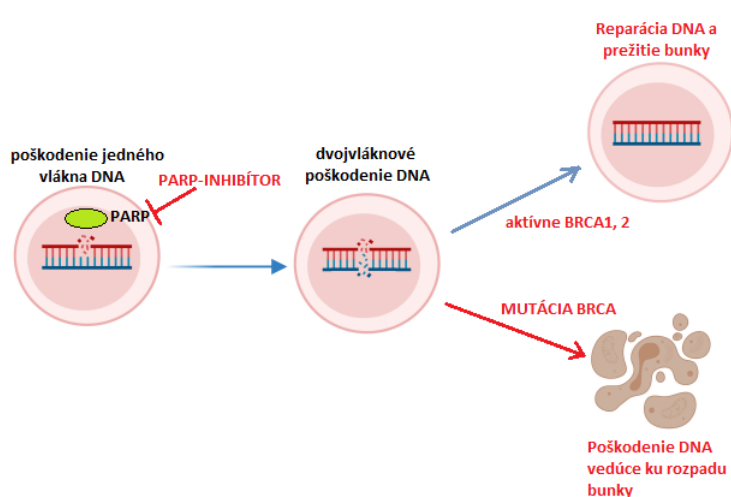 Reparácia DNA a
prežitie bunky
poškodenie jedného
vlákna DNA
PARP-INHIBÍTOR
PARP
dvojvláknové
poškodenie DNA
aktívne BRCA1, 2
MUTÁCIA BRCA
Poškodenie DNA
vedúce ku rozpadu
bunky